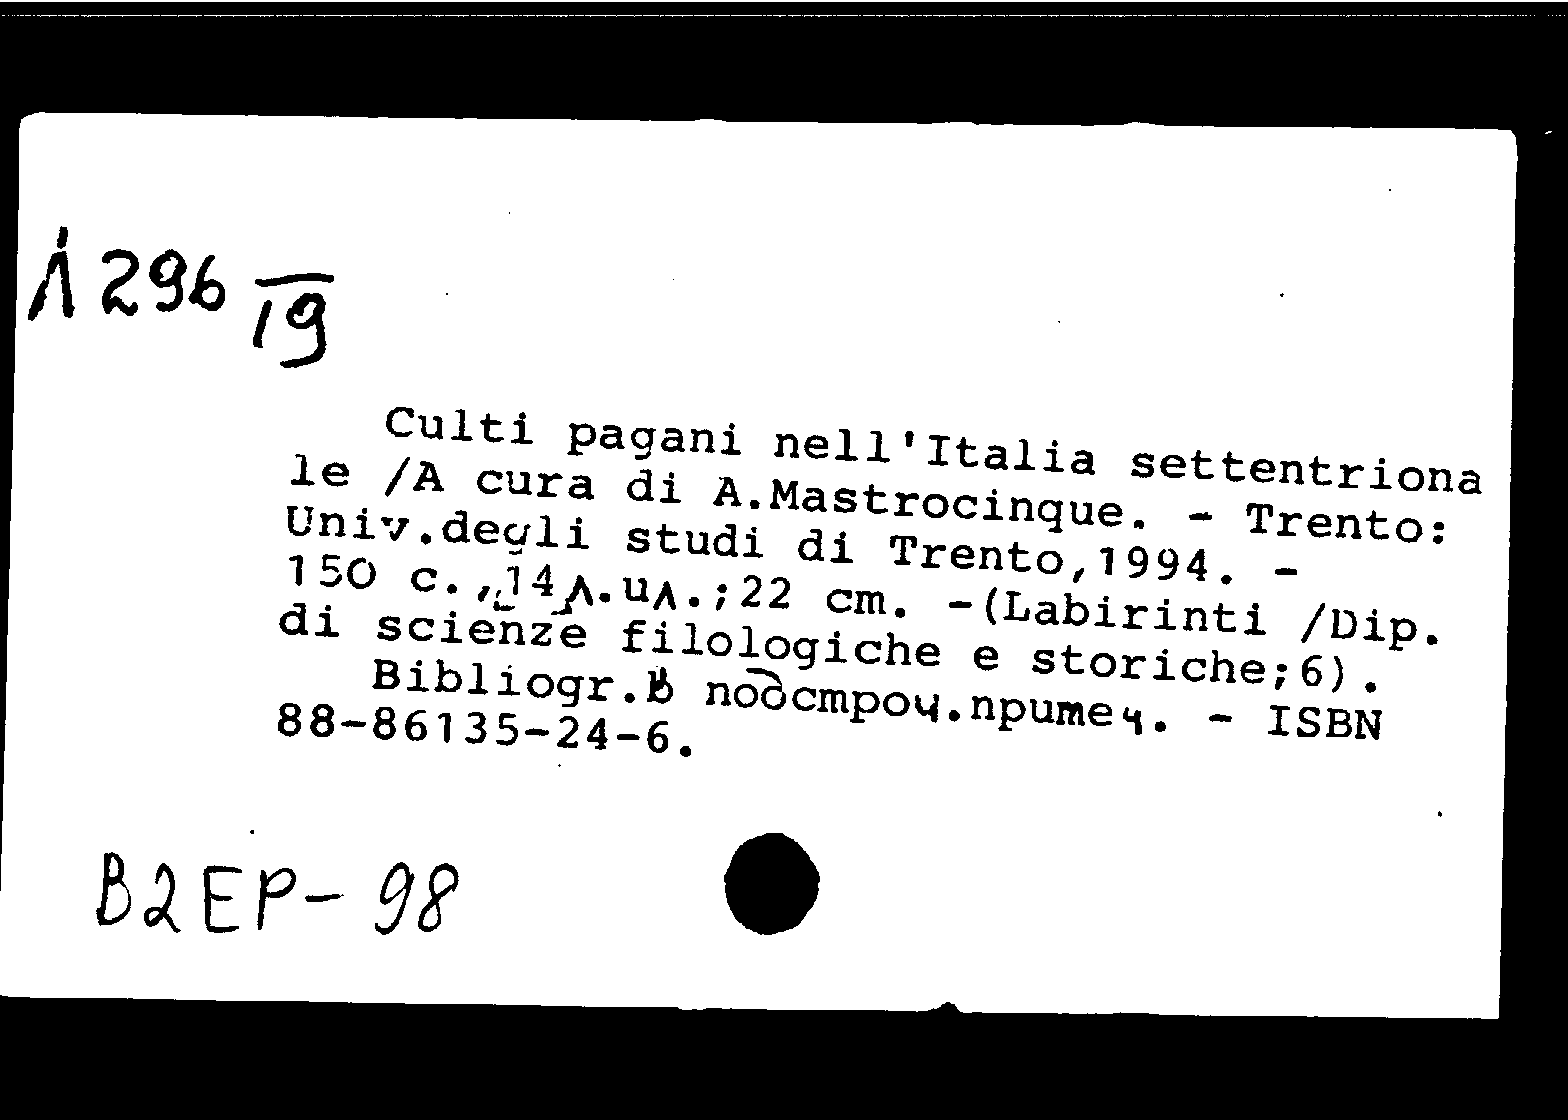 Л 296
19
Culti pagani nell'Italia settentriona
le /A cura di A.Mastrocinque. - Trento:
Univ.degli studi di Trento,1994. -
150 c.,14 л.ил.;22 cm. -(Labirinti /Dip.
di scienze filologiche e storiche;6).
Bibliogr.в подстроч.примеч. - ISBN
88-86135-24-6.
В2ЕР-98